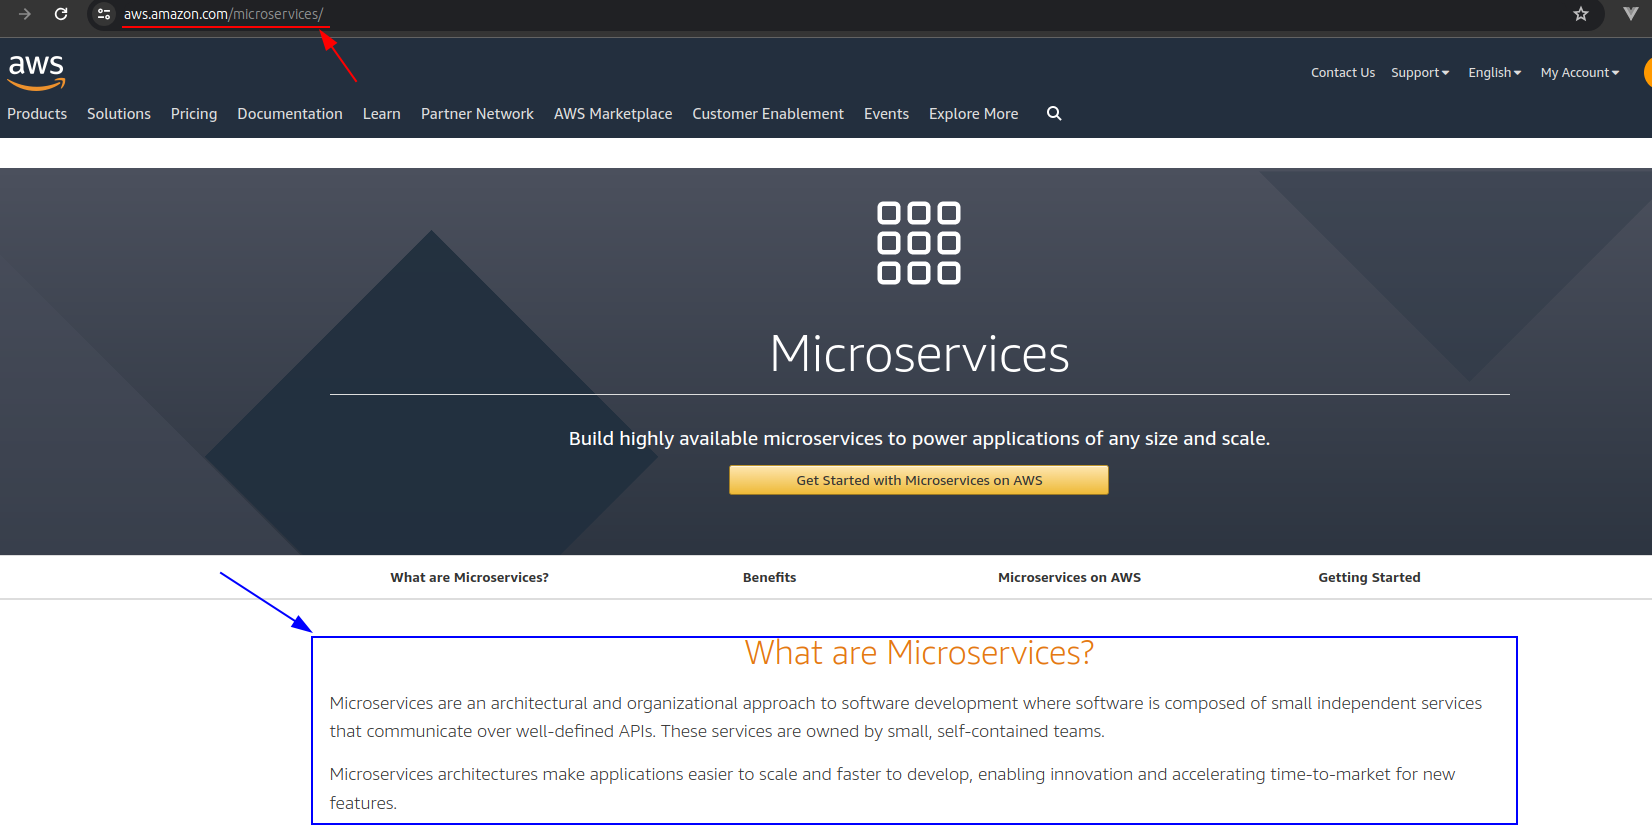 aws.amazon.com/microservices/
aws
Contact Us Support English My Account
Products Solutions Pricing Documentation Learn Partner Network AWS Marketplace Customer Enablement Events Explore More
Microservices
Build highly available microservices to power applications of any size and scale.
Get Started with Microservices on AWS
What are Microservices? Benefits Microservices on AWS Getting Started
What are Microservices?
Microservices are an architectural and organizational approach to software development where software is composed of small independent services
that communicate over well-defined APIs. These services are owned by small, self-contained teams.
Microservices architectures make applications easier to scale and faster to develop, enabling innovation and accelerating time-to-market for new
features.